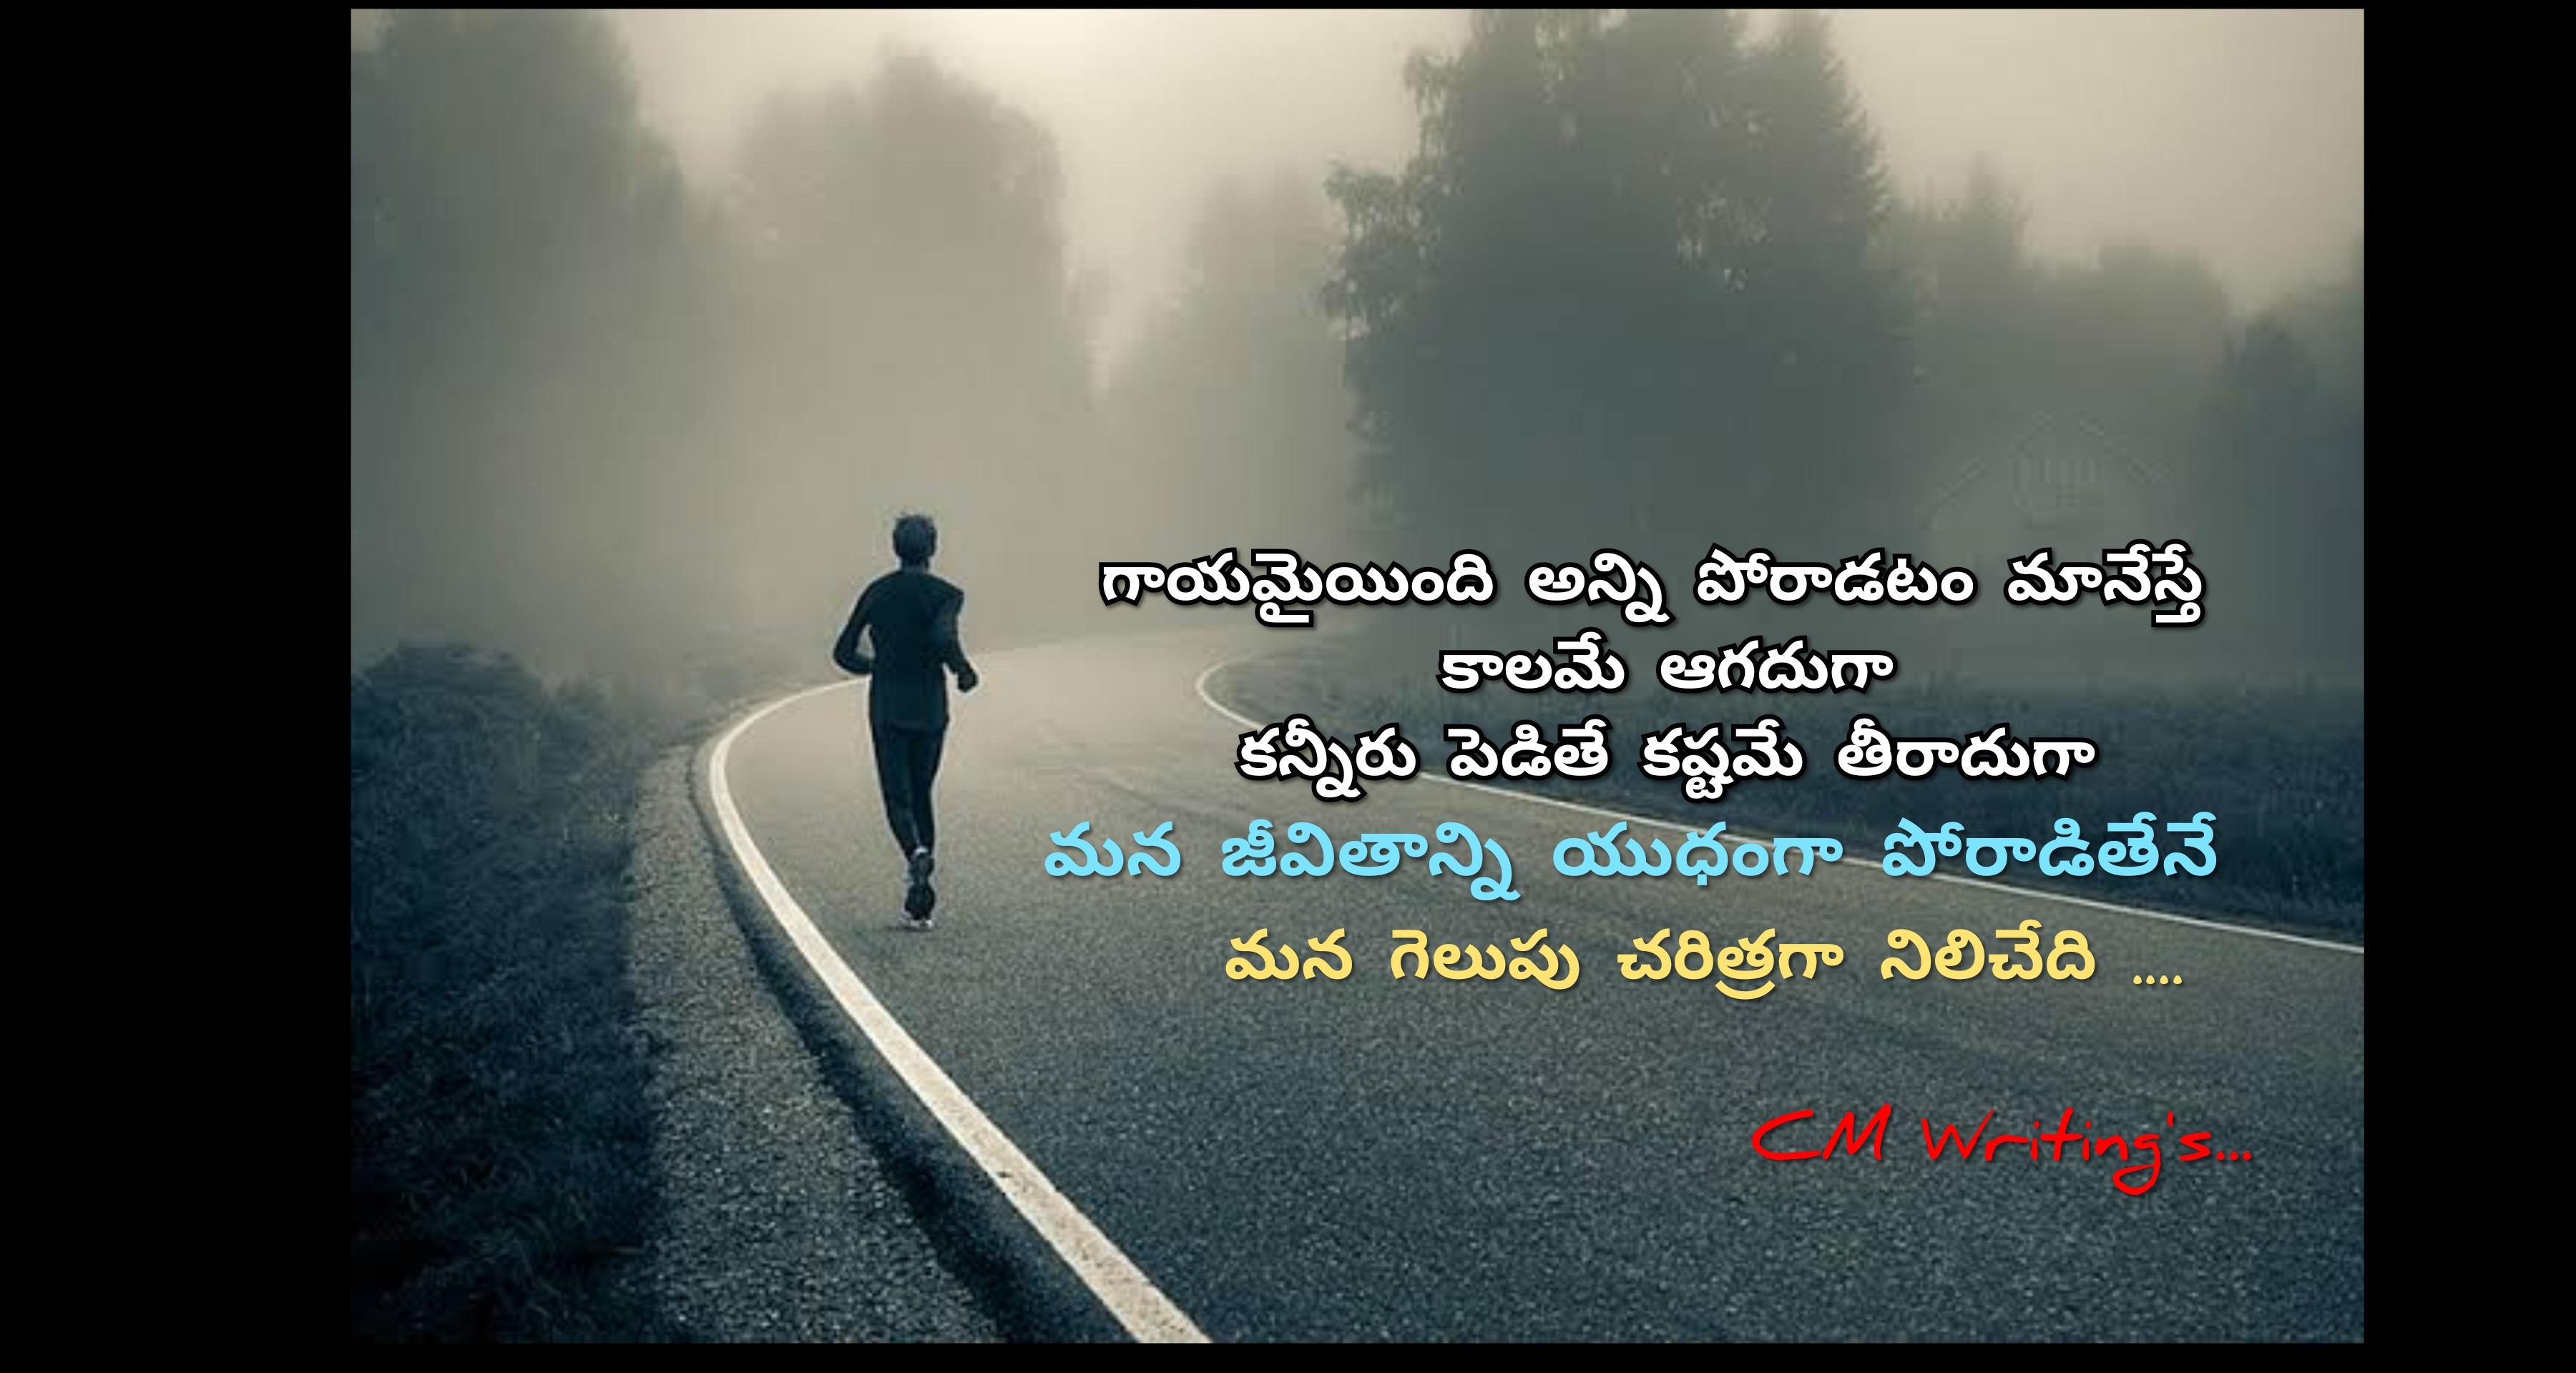 గాయమైయింది అన్ని పోరాడటం మానేస్తే
కాలమే ఆగదుగా
కన్నీరు పెడితే కష్టమే తీరాదుగా
మన జీవితాన్ని యుధంగా పోరాడితేనే
మన గెలుపు చరిత్రగా నిలిచేది ....
CM Writing's...